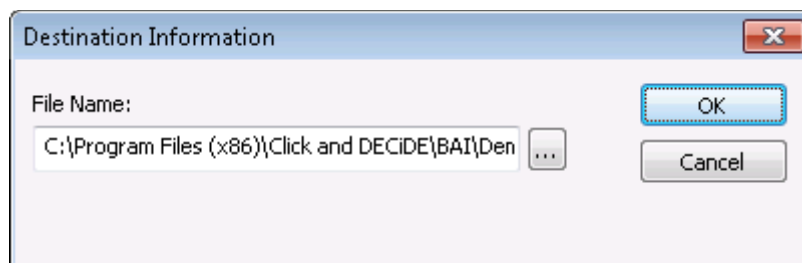 Destination Information
File Name:
OK
C:\Program Files (x86)\Click and DECiDE\BAI\Den
...
Cancel